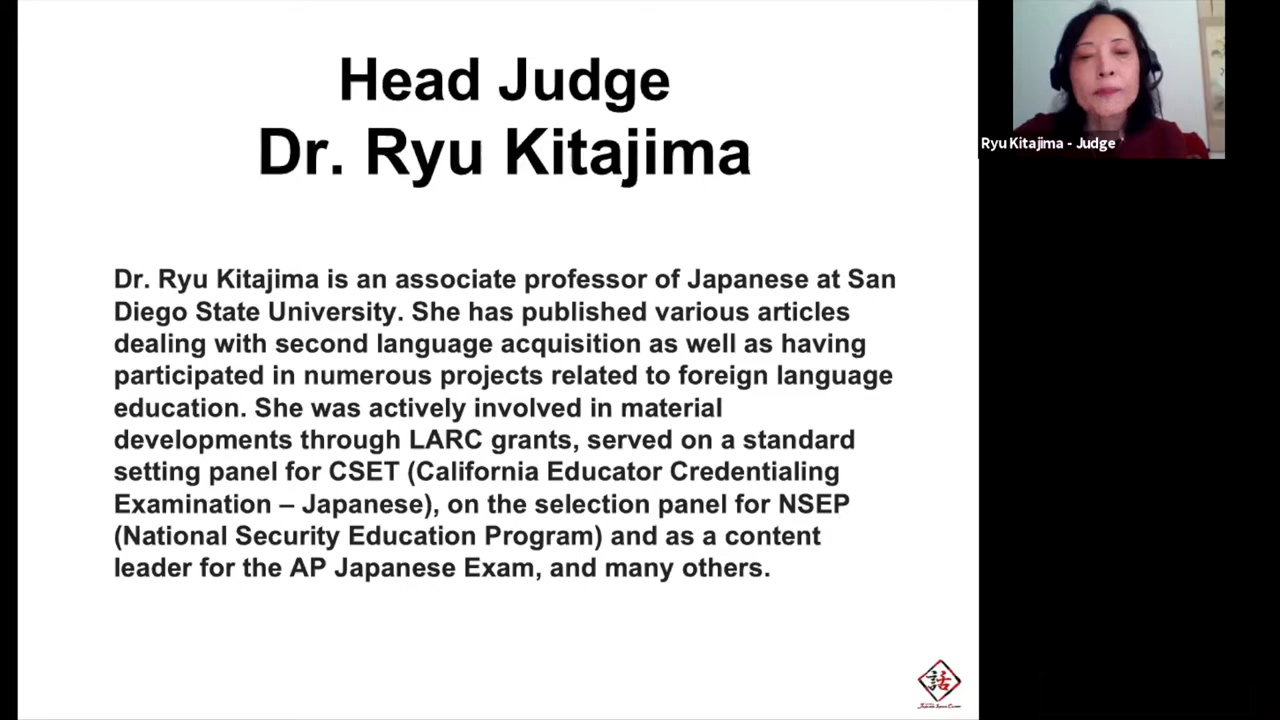 Head Judge
Dr. Ryu Kitajima
Dr. Ryu Kitajima is an associate professor of Japanese at San
Diego State University. She has published various articles
dealing with second language acquisition as well as having
participated in numerous projects related to foreign language
education. She was actively involved in material
developments through LARC grants, served on a standard
setting panel for CSET (California Educator Credentialing
Examination – Japanese), on the selection panel for NSEP
(National Security Education Program) and as a content
leader for the AP Japanese Exam, and many others.
Ryu Kitajima - Judge
話